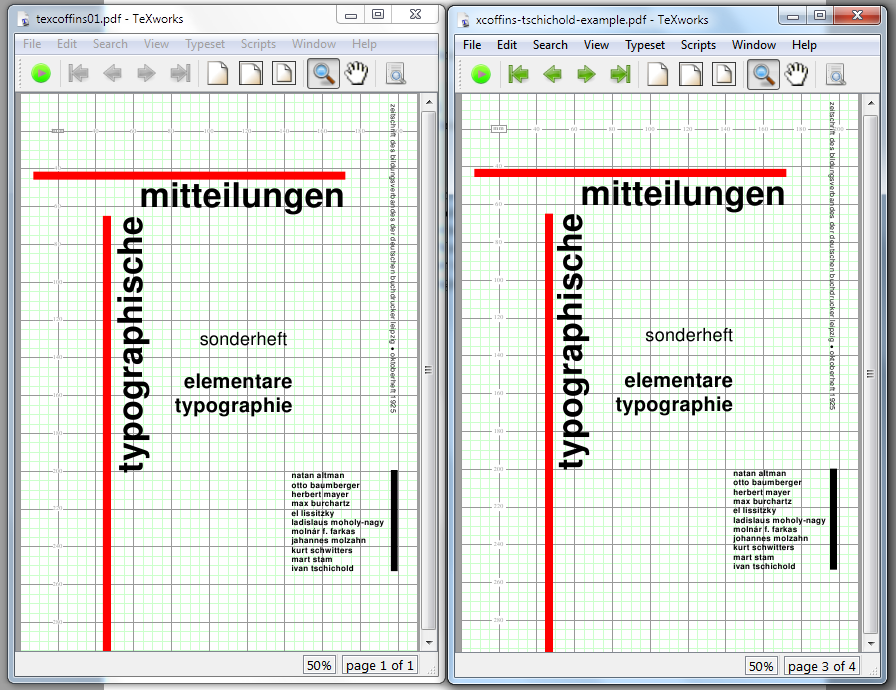 texcoffins01.pdf - TeXworks
File Edit Search View Typeset Scripts Window Help
zeitschrift des bildungsverbandes der deutschen buchdrucker leipzig • oktoberheft 1925
mitteilungen
typographische
sonderheft
elementare
typographie
natan altman
otto baumberger
herbert mayer
max burchartz
el lissitzky
ladislaus moholy-nagy
molnár f. farkas
jahannes molzahn
kurt schwitters
mart stam
ivan tschichold
50% page 1 of 1
xcoffins-tschichold-example.pdf - TeXworks
File Edit Search View Typeset Scripts Window Help
zeitschrift des bildungsverbandes der deutschen buchdrucker leipzig • oktoberheft 1925
mitteilungen
typographische
sonderheft
elementare
typographie
natan altman
otto baumberger
herbert mayer
max burchartz
el lissitzky
ladislaus moholy-nagy
molnár f. farkas
johannes molzahn
kurt schwitters
mart stam
ivan tschichold
50% page 3 of 4